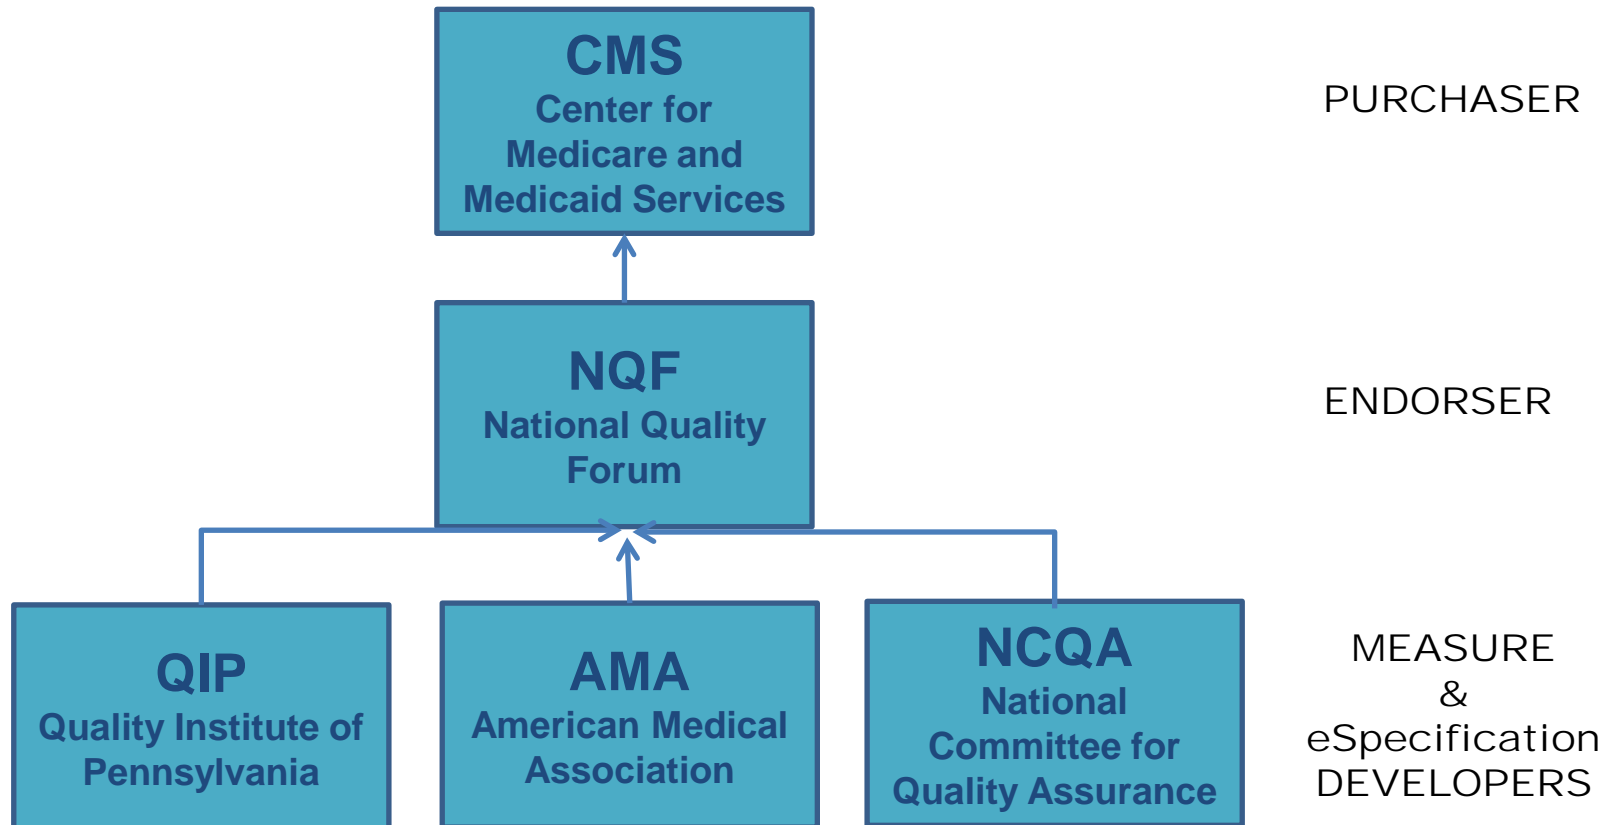 CMS
Center for
Medicare and
Medicaid Services
PURCHASER
NQF
National Quality
Forum
ENDORSER
QIP
Quality Institute of
Pennsylvania
AMA
American Medical
Association
NCQA
National
Committee for
Quality Assurance
MEASURE
&
eSpecification
DEVELOPERS